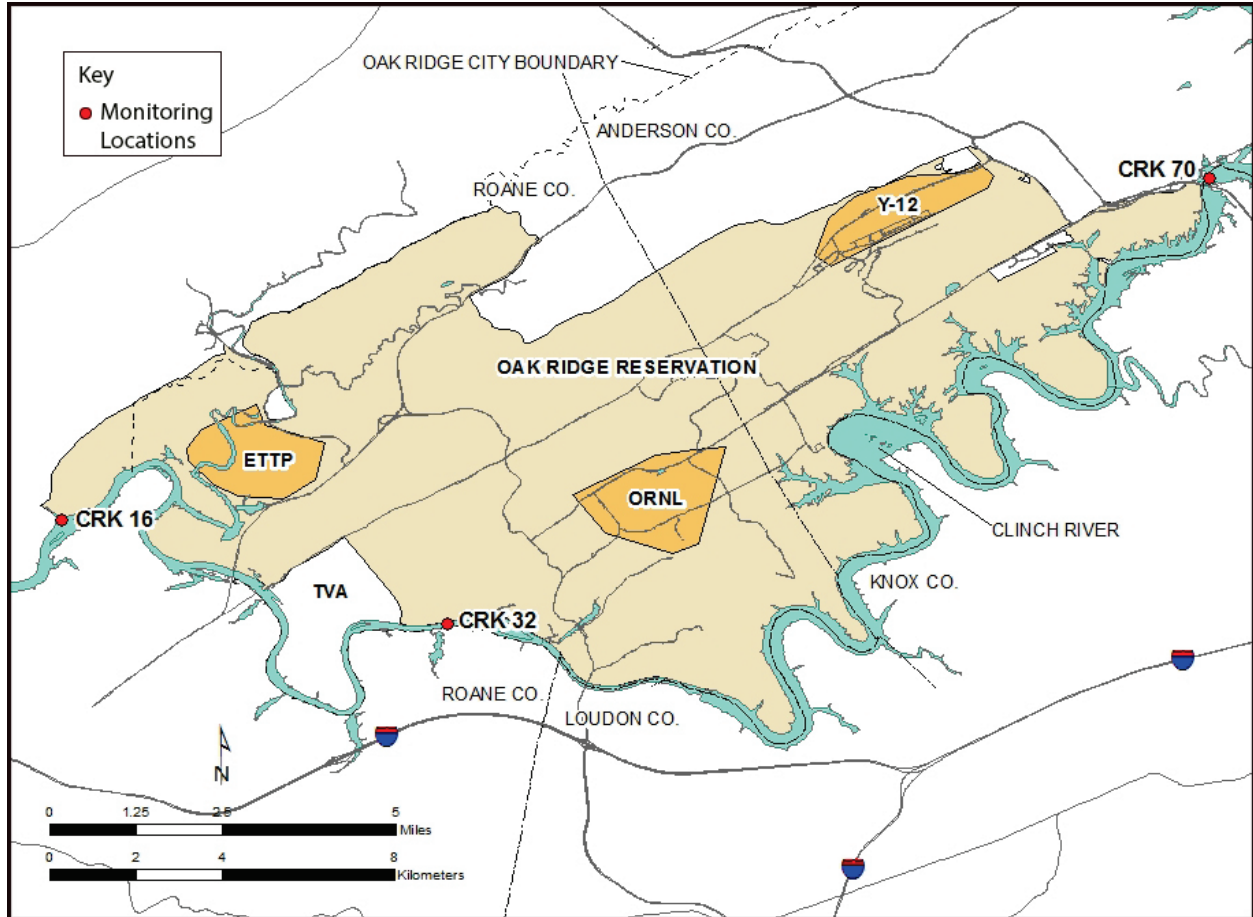 Key
Monitoring
Locations
OAK RIDGE CITY BOUNDARY
ANDERSON CO.
ROANE CO.
CRK 70
Y-12
OAK RIDGE RESERVATION
ETTP
ORNL
CRK 16
CLINCH RIVER
TVA
KNOX CO.
CRK 32
ROANE CO.
LOUDON CO.
N
0 1.25 2.5 5
Miles
0 2 4 8
Kilometers